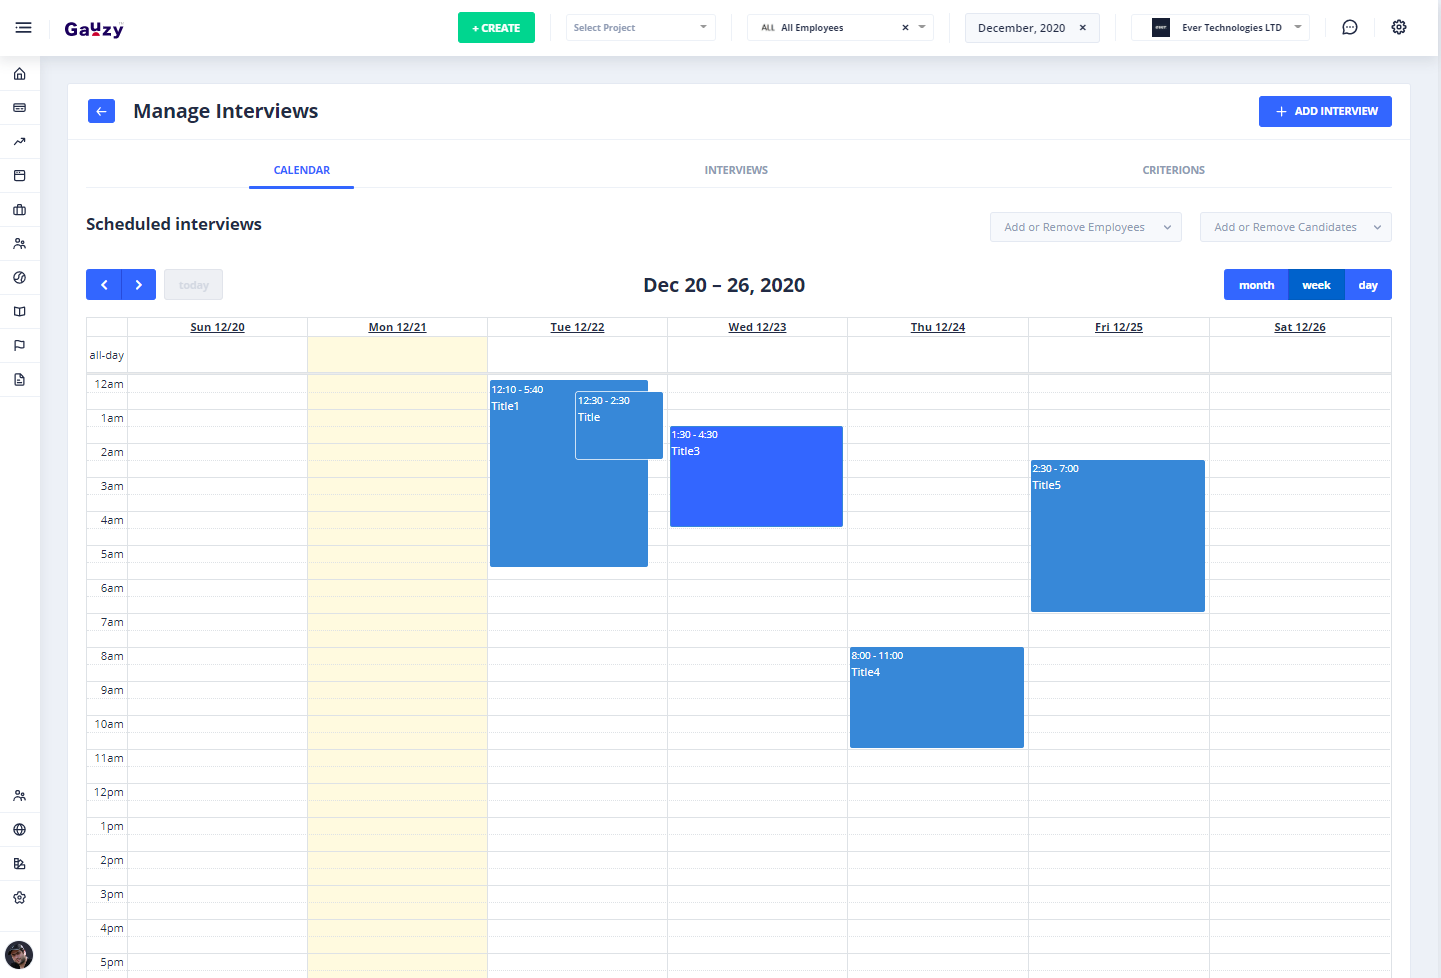 Gauzy
+ CREATE
Select Project
ALL All Employees ×
December, 2020 ×
Ever Technologies LTD
Manage Interviews
+ ADD INTERVIEW
CALENDAR
INTERVIEWS
CRITERIONS
Scheduled interviews
Add or Remove Employees
Add or Remove Candidates
today
Dec 20 – 26, 2020
month
week
day
Sun 12/20
Mon 12/21
Tue 12/22
Wed 12/23
Thu 12/24
Fri 12/25
Sat 12/26
all-day
12am
12:10 - 5:40
Title1
12:30 - 2:30
Title
1am
1:30 - 4:30
Title3
2am
2:30 - 7:00
Title5
3am
4am
5am
6am
7am
8am
8:00 - 11:00
Title4
9am
10am
11am
12pm
1pm
2pm
3pm
4pm
5pm